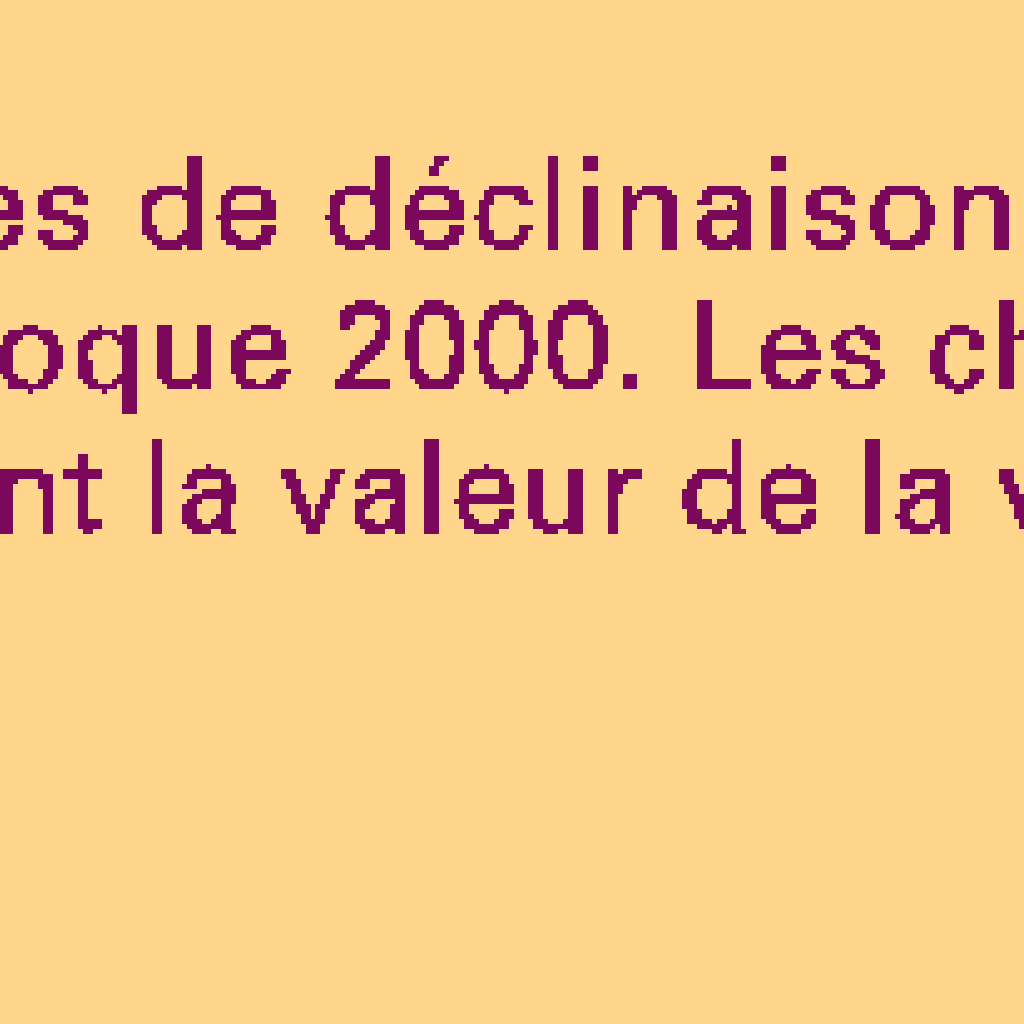 es de déclinaison
oque 2000. Les ch
nt la valeur de la v